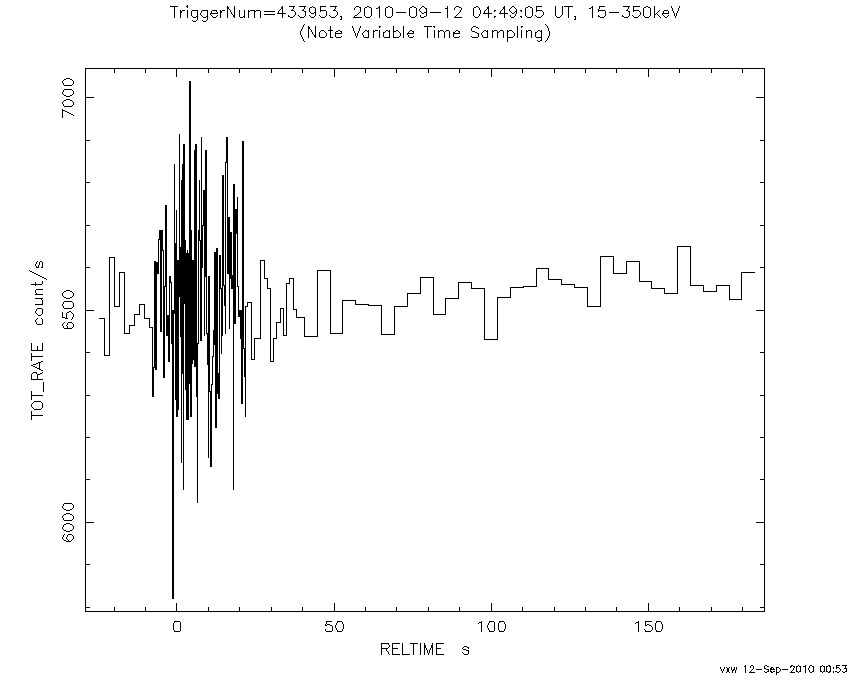 TriggerNum=433953, 2010-09-12 04:49:05 UT, 15-350keV
(Note Variable Time Sampling)
TOT_RATE count/s
7000
6500
6000
0 50 100 150
RELTIME s
vxw 12-Sep-2010 00:53